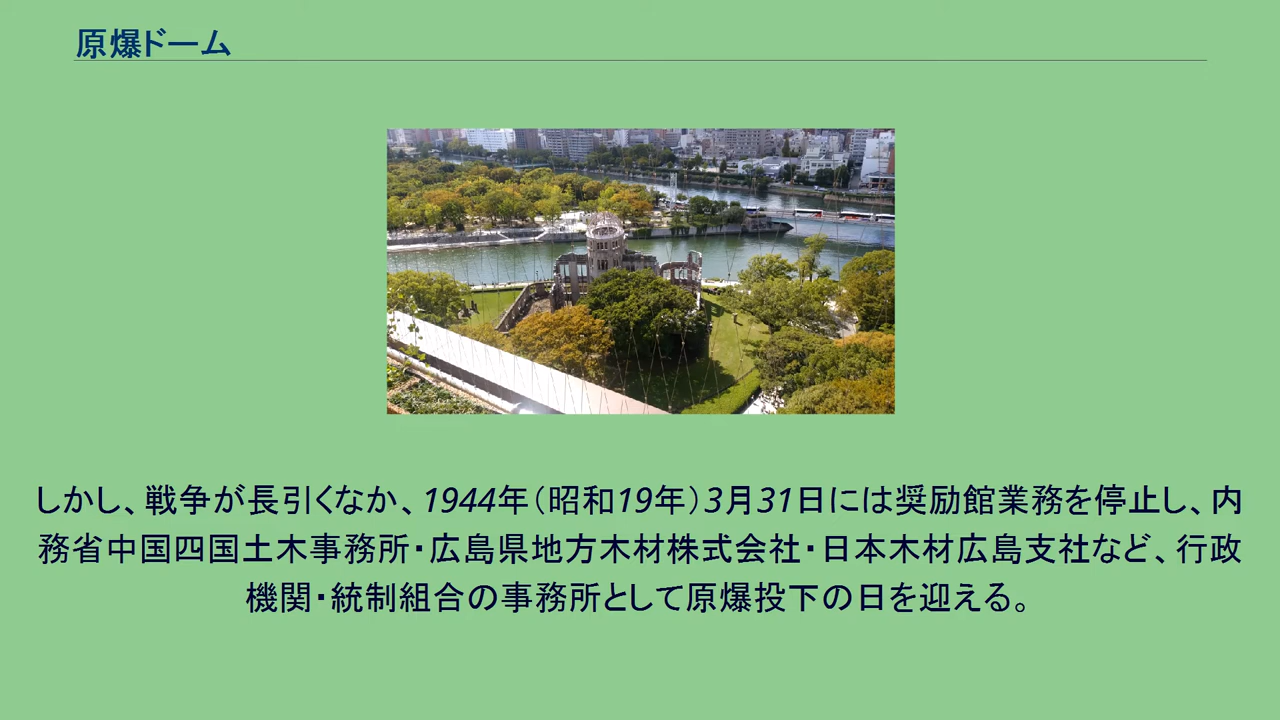 原爆ドーム
しかし、戦争が長引くなか、1944年（昭和19年）3月31日には奨励館業務を停止し、内
務省中国四国土木事務所・広島県地方木材株式会社・日本木材広島支社など、行政
機関・統制組合の事務所として原爆投下の日を迎える。